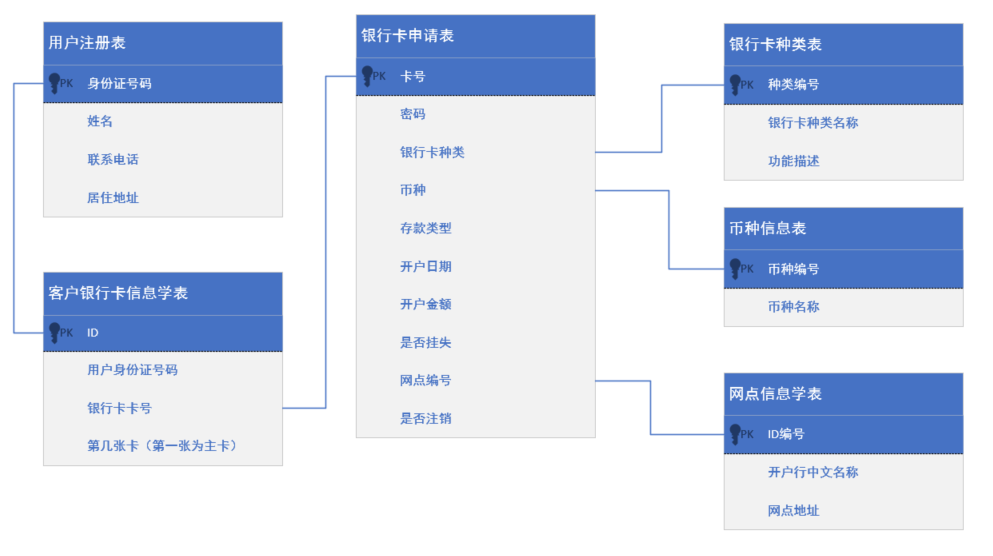 用户注册表
PK 身份证号码
姓名
联系电话
居住地址
客户银行卡信息学表
PK ID
用户身份证号码
银行卡卡号
第几张卡（第一张为主卡）
银行卡申请表
PK 卡号
密码
银行卡种类
币种
存款类型
开户日期
开户金额
是否挂失
网点编号
是否注销
银行卡种类表
PK 种类编号
银行卡种类名称
功能描述
币种信息表
PK 币种编号
币种名称
网点信息学表
PK ID编号
开户行中文名称
网点地址